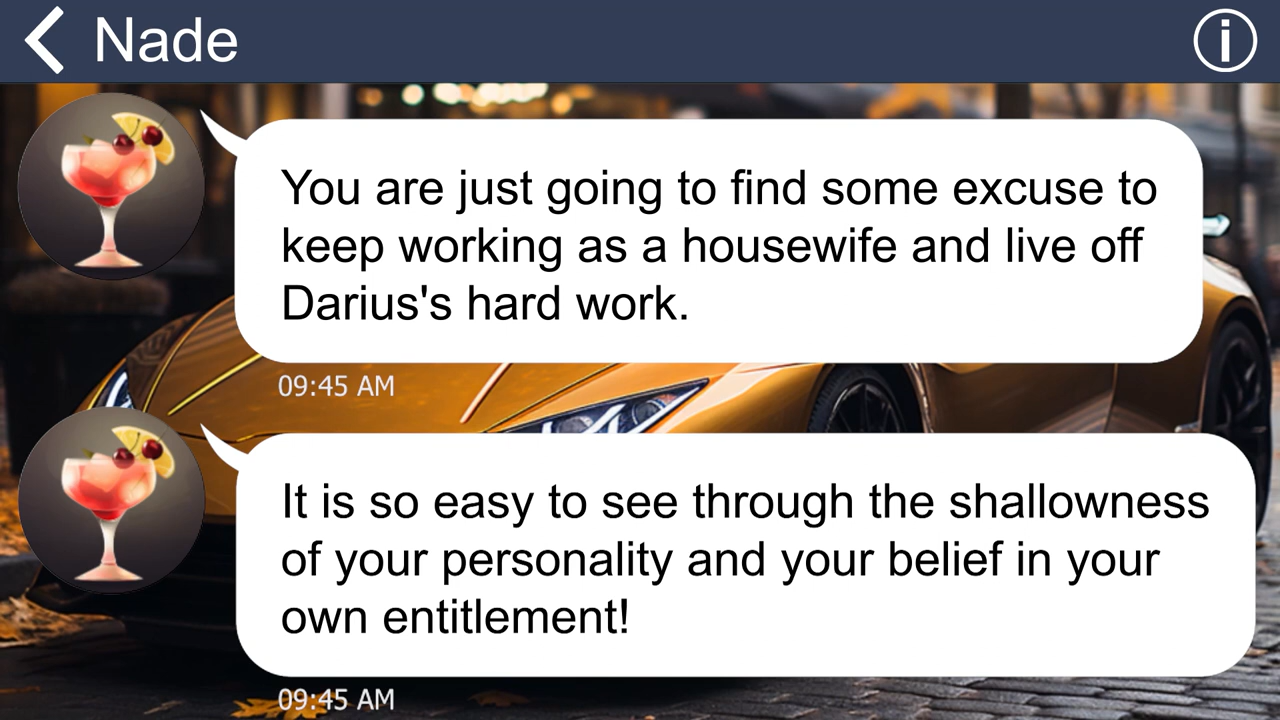 Nade
You are just going to find some excuse to
keep working as a housewife and live off
Darius's hard work.
09:45 AM
It is so easy to see through the shallowness
of your personality and your belief in your
own entitlement!
09:45 AM